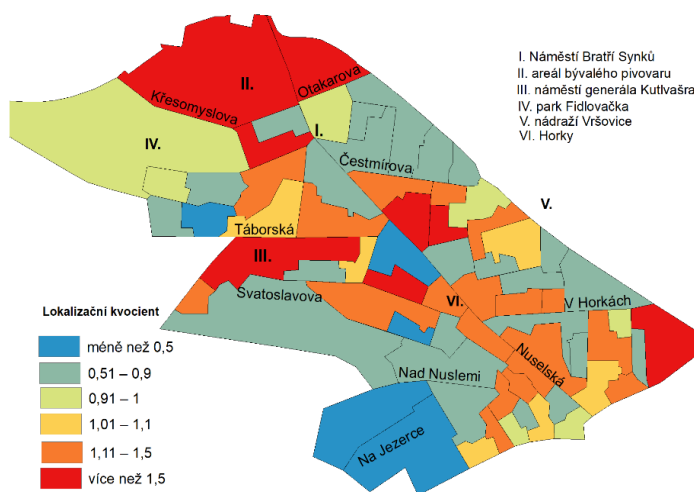 I. Náměstí Bratří Synků
II. areál bývalého pivovaru
III. náměstí generála Kutlvašra
IV. park Fidlovačka
V. nádraží Vršovice
VI. Horky
II.
Otakarova
Křesomyslova
I.
IV.
Čestmírova
V.
Táborská
III.
Svatoslavova
VI.
V Horkách
Nuselská
Nad Nuslemi
Na Jezerce
Lokalizační kvocient
méně než 0,5
0,51 – 0,9
0,91 – 1
1,01 – 1,1
1,11 – 1,5
více než 1,5